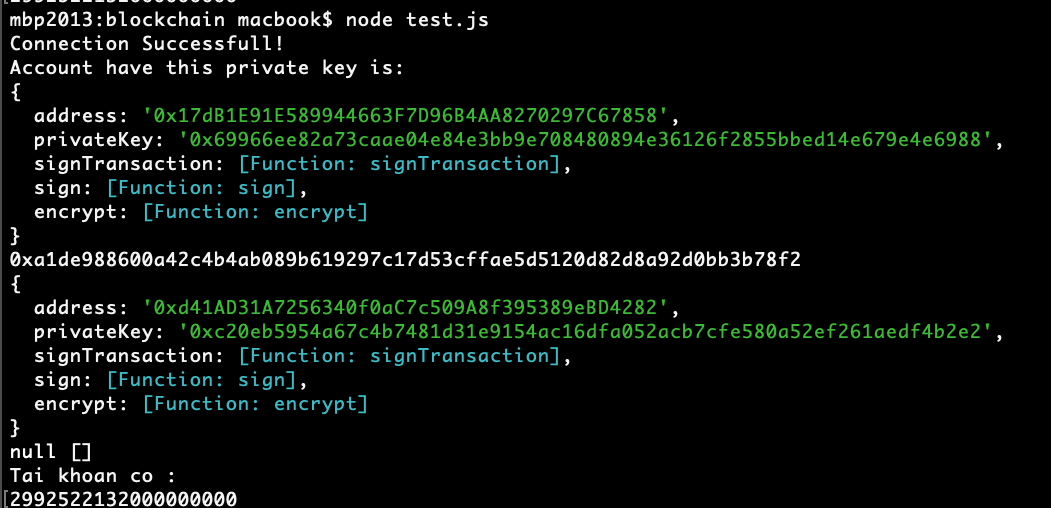 2992522132000000000
mbp2013:blockchain macbook$ node test.js
Connection Successfull!
Account have this private key is:
{
  address: '0x17dB1E91E589944663F7D96B4AA8270297C67858',
  privateKey: '0x69966ee82a73caae04e84e3bb9e708480894e36126f2855bbed14e679e4e6988',
  signTransaction: [Function: signTransaction],
  sign: [Function: sign],
  encrypt: [Function: encrypt]
}
0xa1de988600a42c4b4ab089b619297c17d53cffae5d5120d82d8a92d0bb3b78f2
{
  address: '0xd41AD31A7256340f0aC7c509A8f395389eBD4282',
  privateKey: '0xc20eb5954a67c4b7481d31e9154ac16dfa052acb7cfe580a52ef261aedf4b2e2',
  signTransaction: [Function: signTransaction],
  sign: [Function: sign],
  encrypt: [Function: encrypt]
}
null []
Tai khoan co :
2992522132000000000